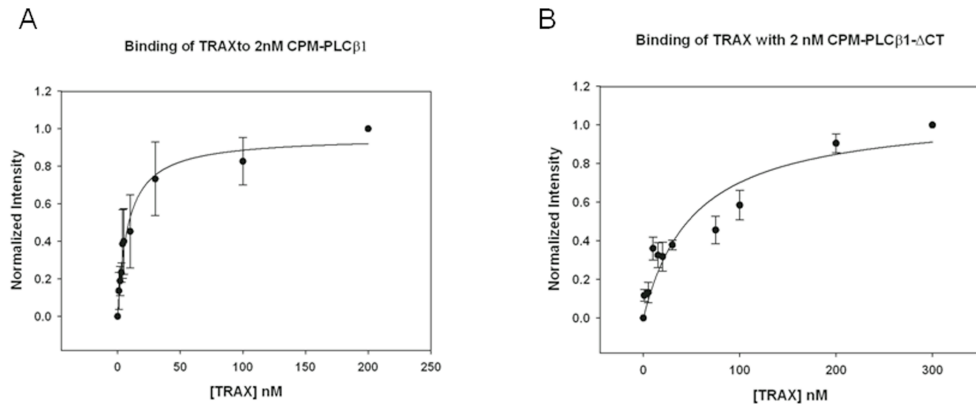 A
Binding of TRAXto 2nM CPM-PLCβ1
Normalized Intensity
1.2
1.0
0.8
0.6
0.4
0.2
0.0
0 50 100 150 200 250
[TRAX] nM
B
Binding of TRAX with 2 nM CPM-PLCβ1-ΔCT
Normalized Intensity
1.2
1.0
0.8
0.6
0.4
0.2
0.0
0 100 200 300
[TRAX] nM